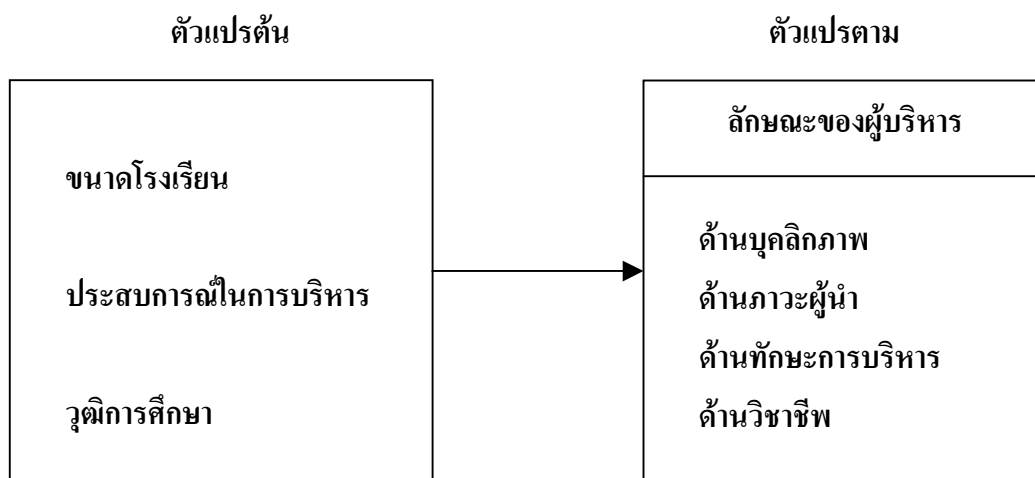 ตัวแปรต้น
ตัวแปรตาม
ขนาดโรงเรียน
ประสบการณ์ในการบริหาร
วุฒิการศึกษา
ลักษณะของผู้บริหาร
ด้านบุคลิกภาพ
ด้านภาวะผู้นำ
ด้านทักษะการบริหาร
ด้านวิชาชีพ